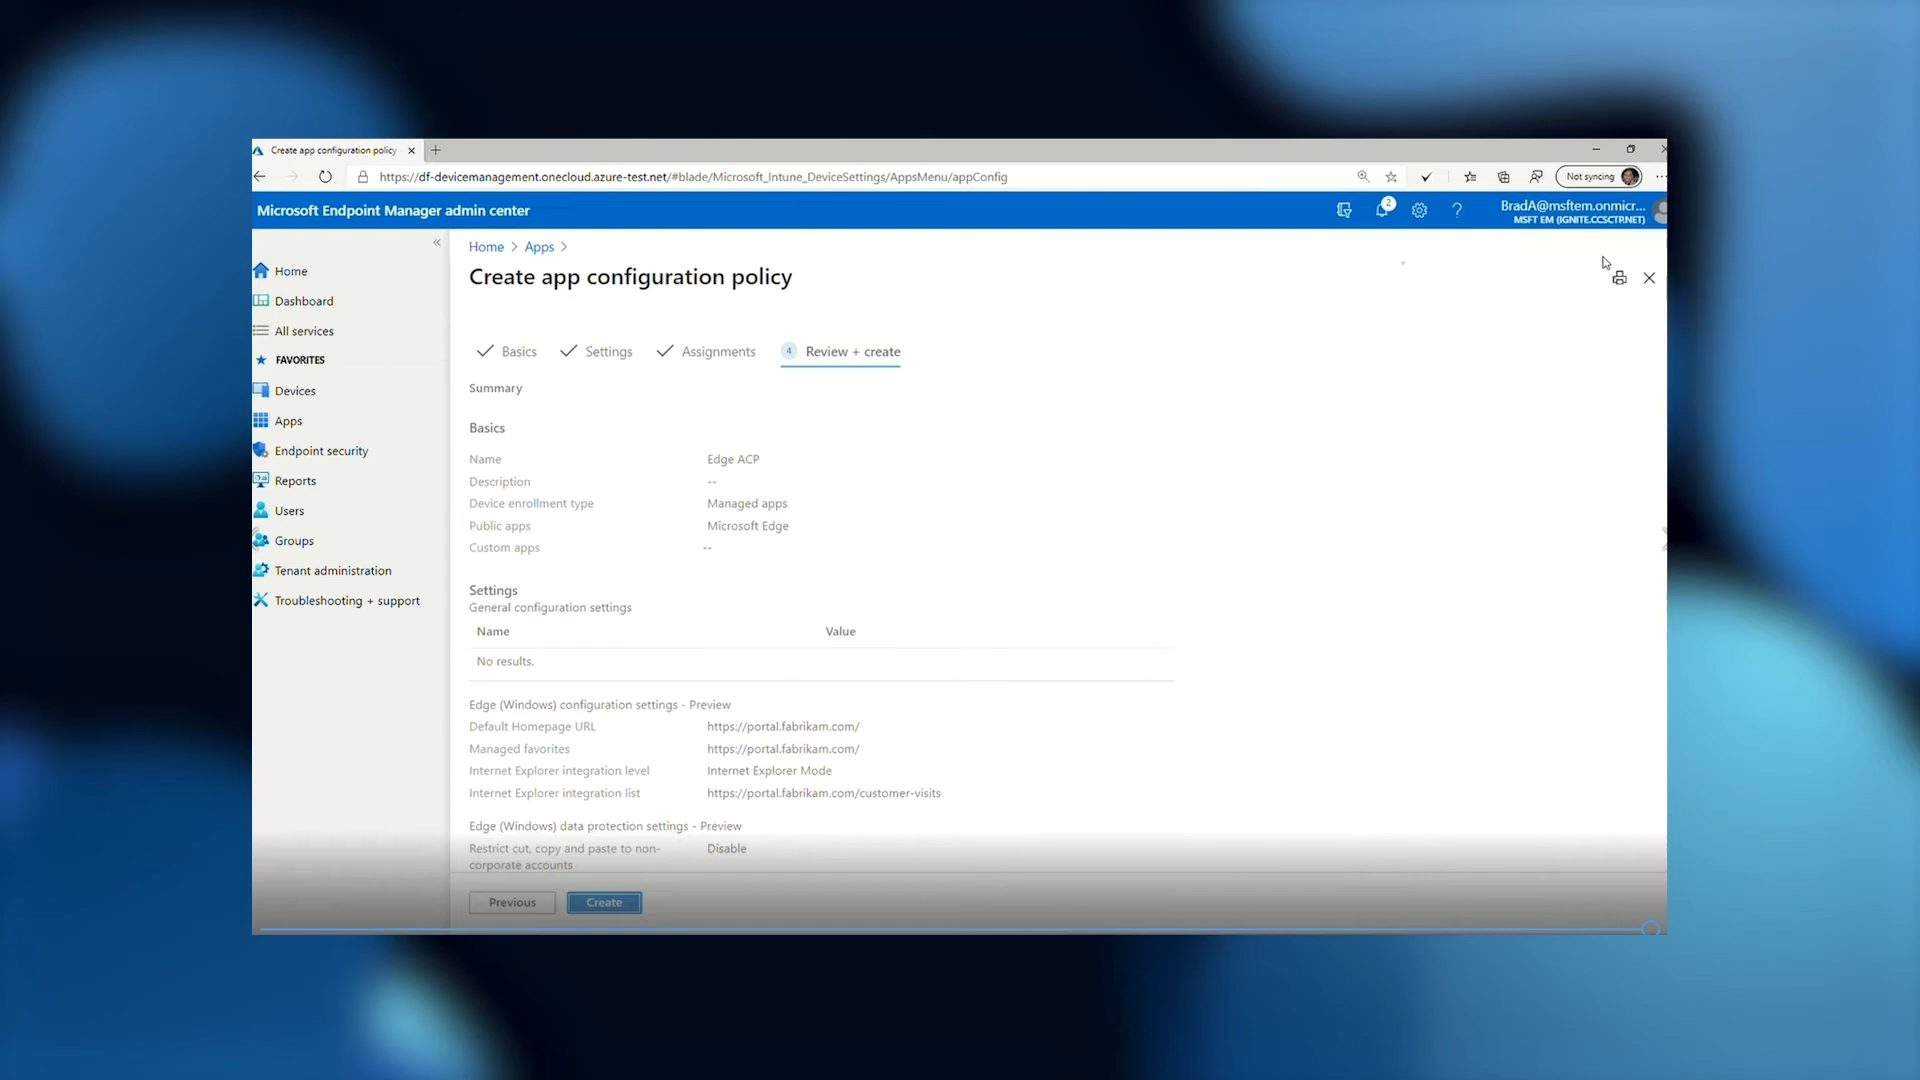 Create app configuration policy
https://df-devicemanagement.onecloud.azure-test.net/#blade/Microsoft_Intune_DeviceSettings/AppsMenu/appConfig
Not syncing
Microsoft Endpoint Manager admin center
2
BradA@msftem.onmicr...
MSFT EM (IGNITE.CCSCTP.NET)
Home
Dashboard
All services
FAVORITES
Devices
Apps
Endpoint security
Reports
Users
Groups
Tenant administration
Troubleshooting + support
Home > Apps >
Create app configuration policy
Basics Settings Assignments 4 Review + create
Summary
Basics
Name Edge ACP
Description --
Device enrollment type Managed apps
Public apps Microsoft Edge
Custom apps --
Settings
General configuration settings
Name Value
No results.
Edge (Windows) configuration settings - Preview
Default Homepage URL https://portal.fabrikam.com/
Managed favorites https://portal.fabrikam.com/
Internet Explorer integration level Internet Explorer Mode
Internet Explorer integration list https://portal.fabrikam.com/customer-visits
Edge (Windows) data protection settings - Preview
Restrict cut, copy and paste to non- Disable
corporate accounts
Previous Create